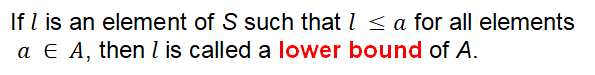 If l is an element of S such that l ≤ a for all elements
a ∈ A, then l is called a lower bound of A.